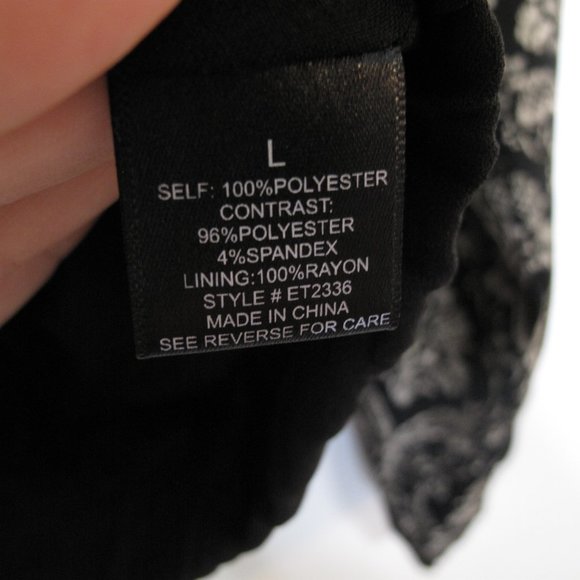 L
SELF: 100%POLYESTER
CONTRAST:
96%POLYESTER
4%SPANDEX
LINING:100%RAYON
STYLE # ET2336
MADE IN CHINA
SEE REVERSE FOR CARE